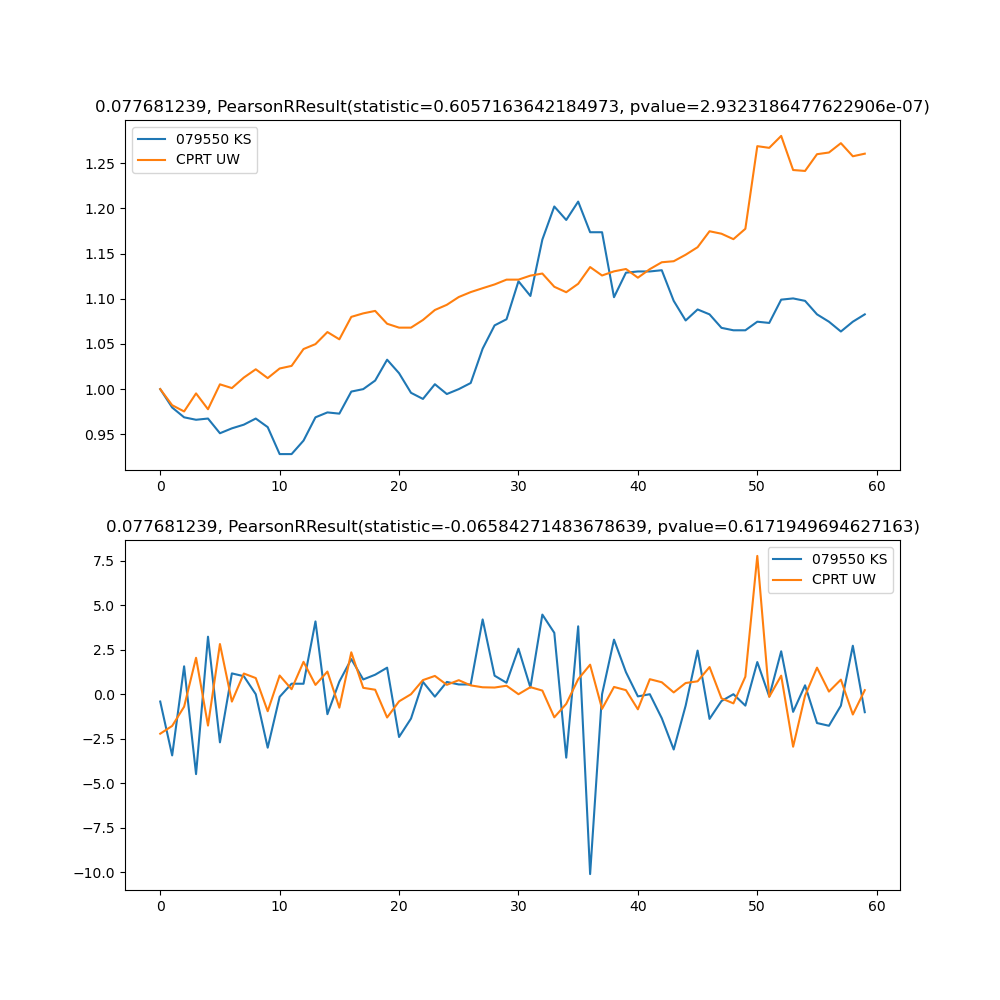 0.077681239, PearsonRResult(statistic=0.6057163642184973, pvalue=2.9323186477622906e-07)
079550 KS
CPRT UW
1.25
1.20
1.15
1.10
1.05
1.00
0.95
0 10 20 30 40 50 60
0.077681239, PearsonRResult(statistic=-0.06584271483678639, pvalue=0.6171949694627163)
079550 KS
CPRT UW
7.5
5.0
2.5
0.0
−2.5
−5.0
−7.5
−10.0
0 10 20 30 40 50 60